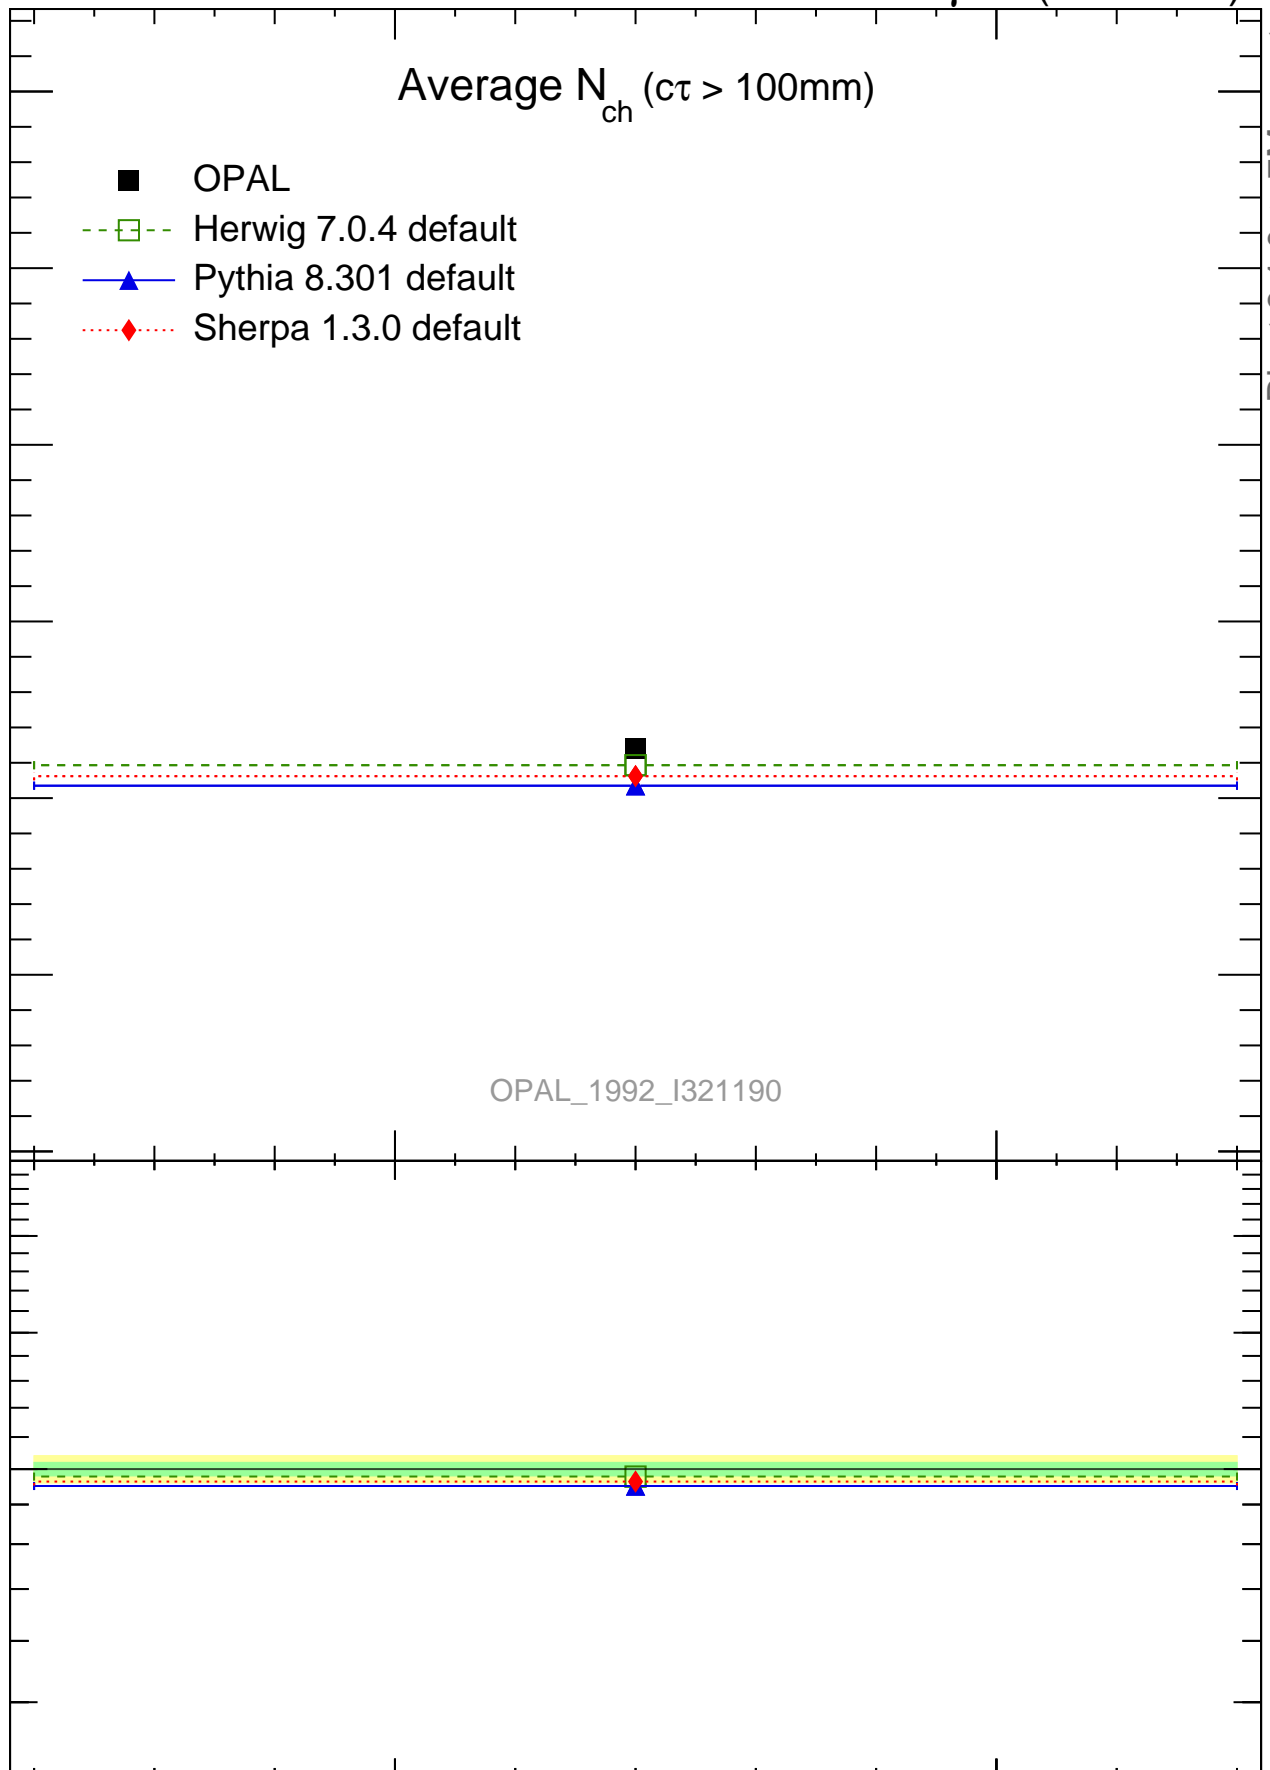 Average N_ch (cτ > 100mm)
OPAL
Herwig 7.0.4 default
Pythia 8.301 default
Sherpa 1.3.0 default
OPAL_1992_I321190